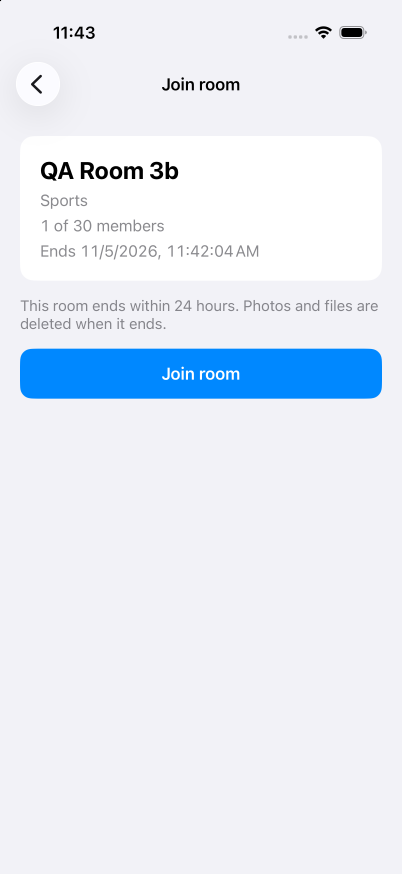 11:43
Join room
QA Room 3b
Sports
1 of 30 members
Ends 11/5/2026, 11:42:04 AM
This room ends within 24 hours. Photos and files are
deleted when it ends.
Join room